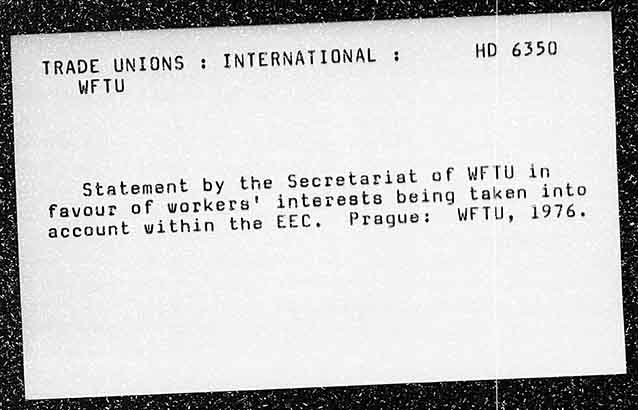 TRADE UNIONS : INTERNATIONAL : HD 6350
WFTU
Statement by the Secretariat of WFTU in
favour of workers' interests being taken into
account within the EEC. Prague: WFTU, 1976.